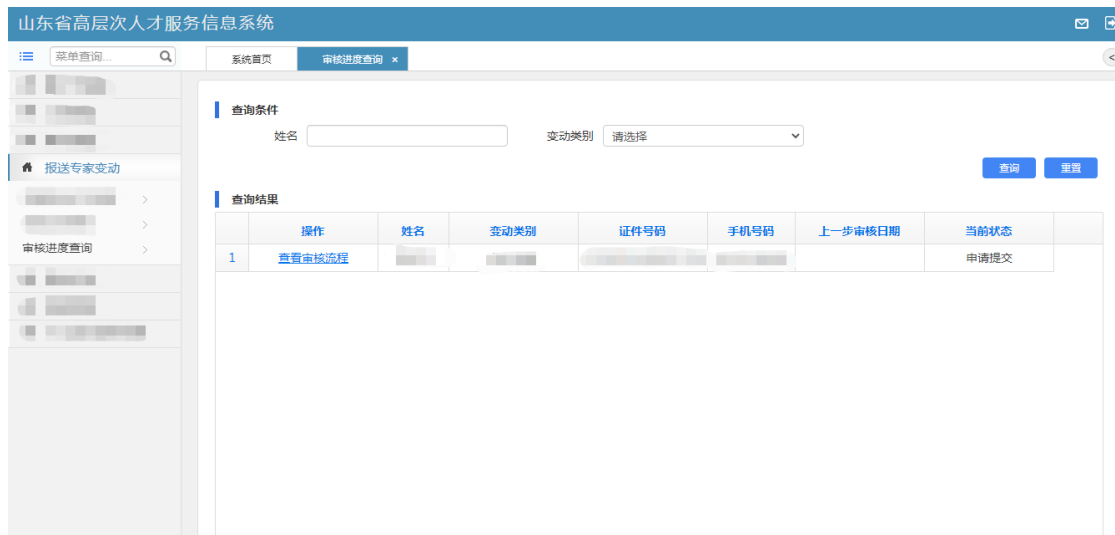 山东省高层次人才服务信息系统
菜单查询...
系统首页
审核进度查询 ×
查询条件
姓名
变动类别 请选择
报送专家变动
查询 重置
查询结果
操作 姓名 变动类别 证件号码 手机号码 上一步审核日期 当前状态
审核进度查询
1 查看审核流程 申请提交